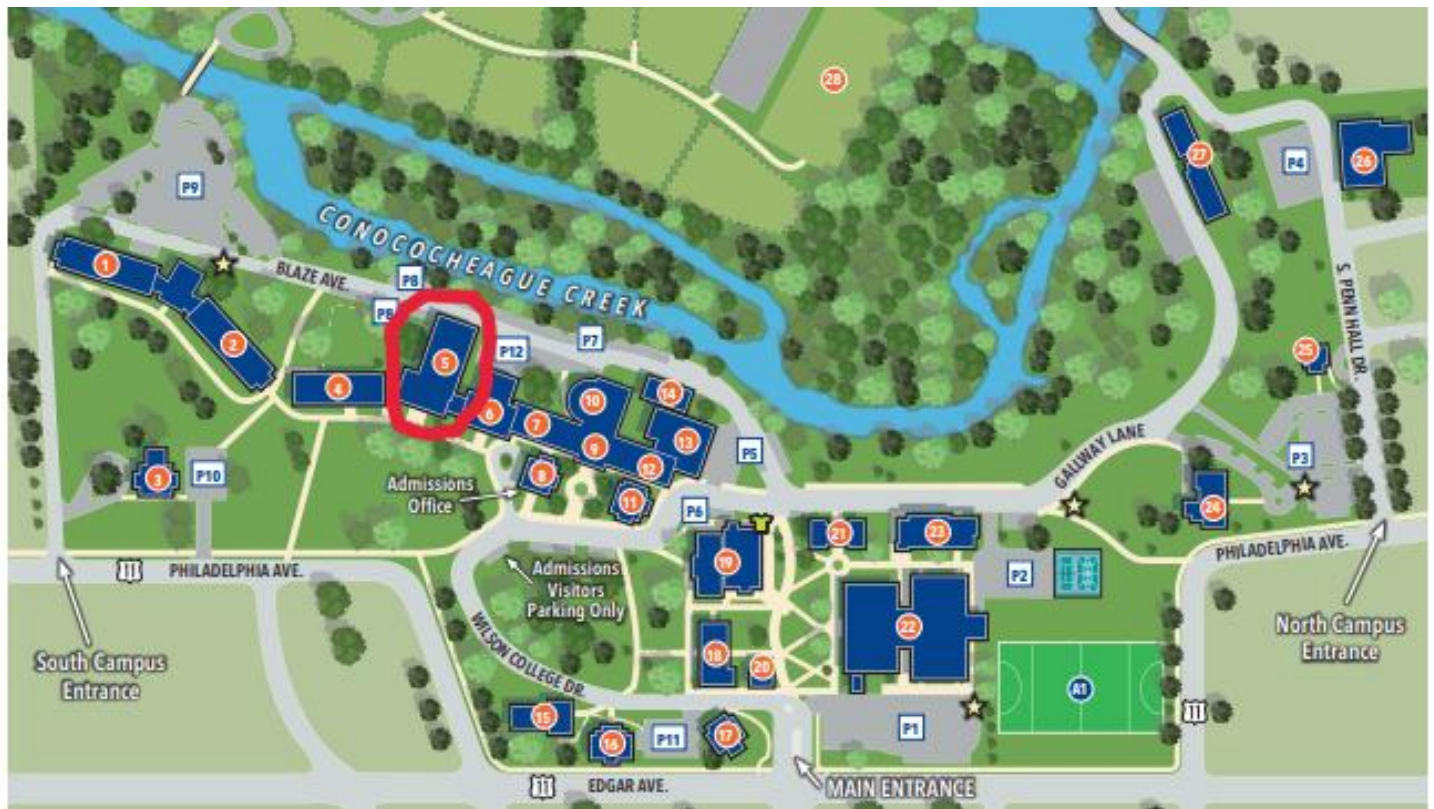 28
27
P4
26
P9
CONOCOCHEAGUE CREEK
S. PENN HALL DR.
1
BLAZE AVE.
P8
P8
2
P7
5
P12
25
4
14
10
6
7
13
9
12
P5
GALLWAY LANE
P3
3
P10
8
Admissions
Office
11
P6
24
21
23
PHILADELPHIA AVE.
19
11
PHILADELPHIA AVE.
Admissions
Visitors
Parking Only
P2
22
South Campus
Entrance
WILSON COLLEGE DR.
18
20
North Campus
Entrance
A1
15
11
16
P11
17
P1
11
EDGAR AVE.
MAIN ENTRANCE